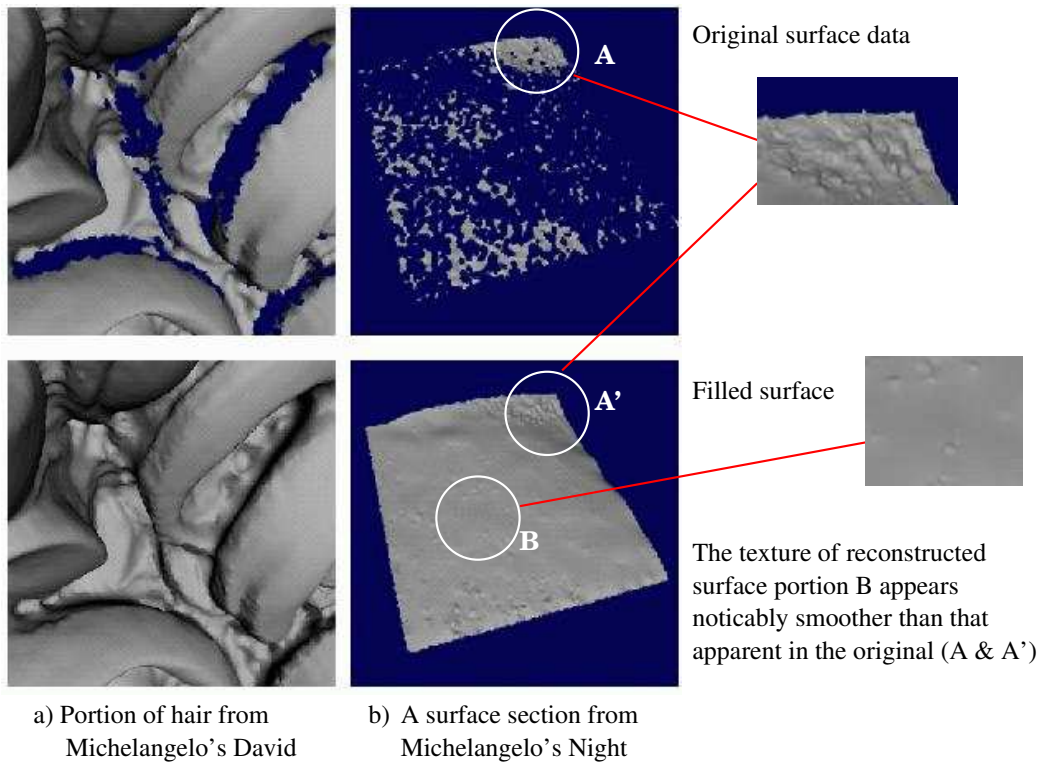 Original surface data
A
A’
Filled surface
B
The texture of reconstructed
surface portion B appears
noticably smoother than that
apparent in the original (A & A’)
a) Portion of hair from
Michelangelo’s David
b) A surface section from
Michelangelo’s Night